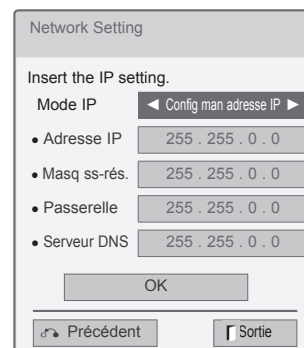 Network Setting
Insert the IP setting.
Mode IP ◄ Config man adresse IP ►
• Adresse IP 255 . 255 . 0 . 0
• Masq ss-rés. 255 . 255 . 0 . 0
• Passerelle 255 . 255 . 0 . 0
• Serveur DNS 255 . 255 . 0 . 0
OK
Précédent Sortie